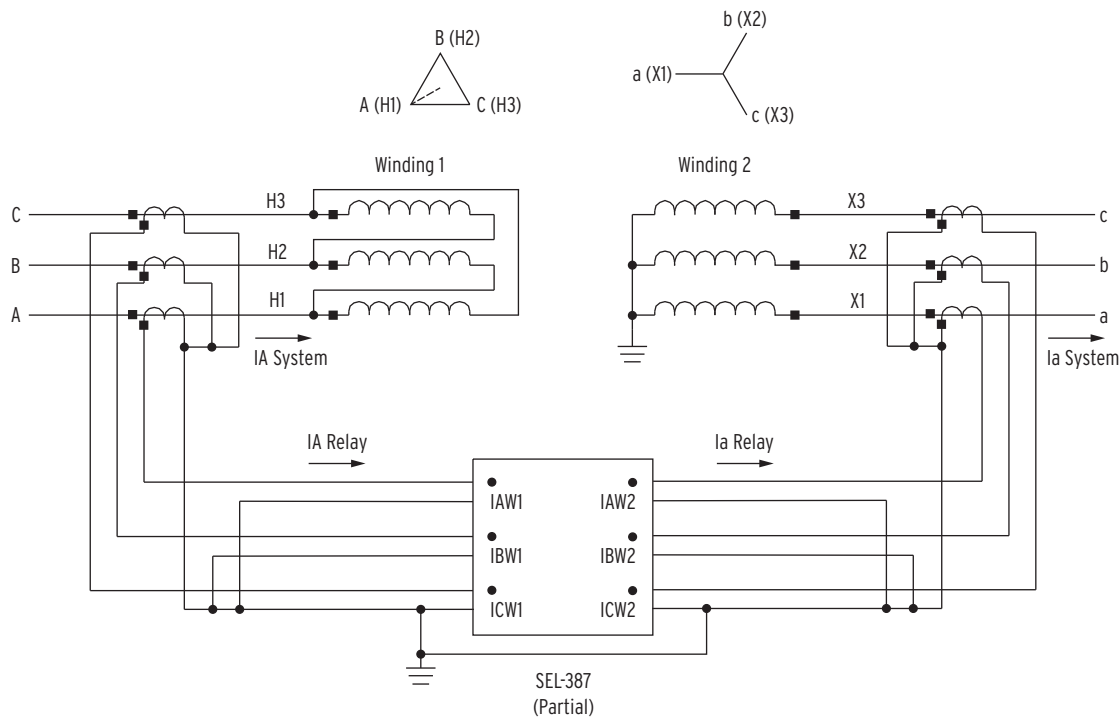 B (H2)
A (H1)
C (H3)
b (X2)
a (X1)
c (X3)
Winding 1
Winding 2
C
H3
X3
c
B
H2
X2
b
A
H1
X1
a
IA System
Ia System
IA Relay
Ia Relay
IAW1
IAW2
IBW1
IBW2
ICW1
ICW2
SEL-387
(Partial)